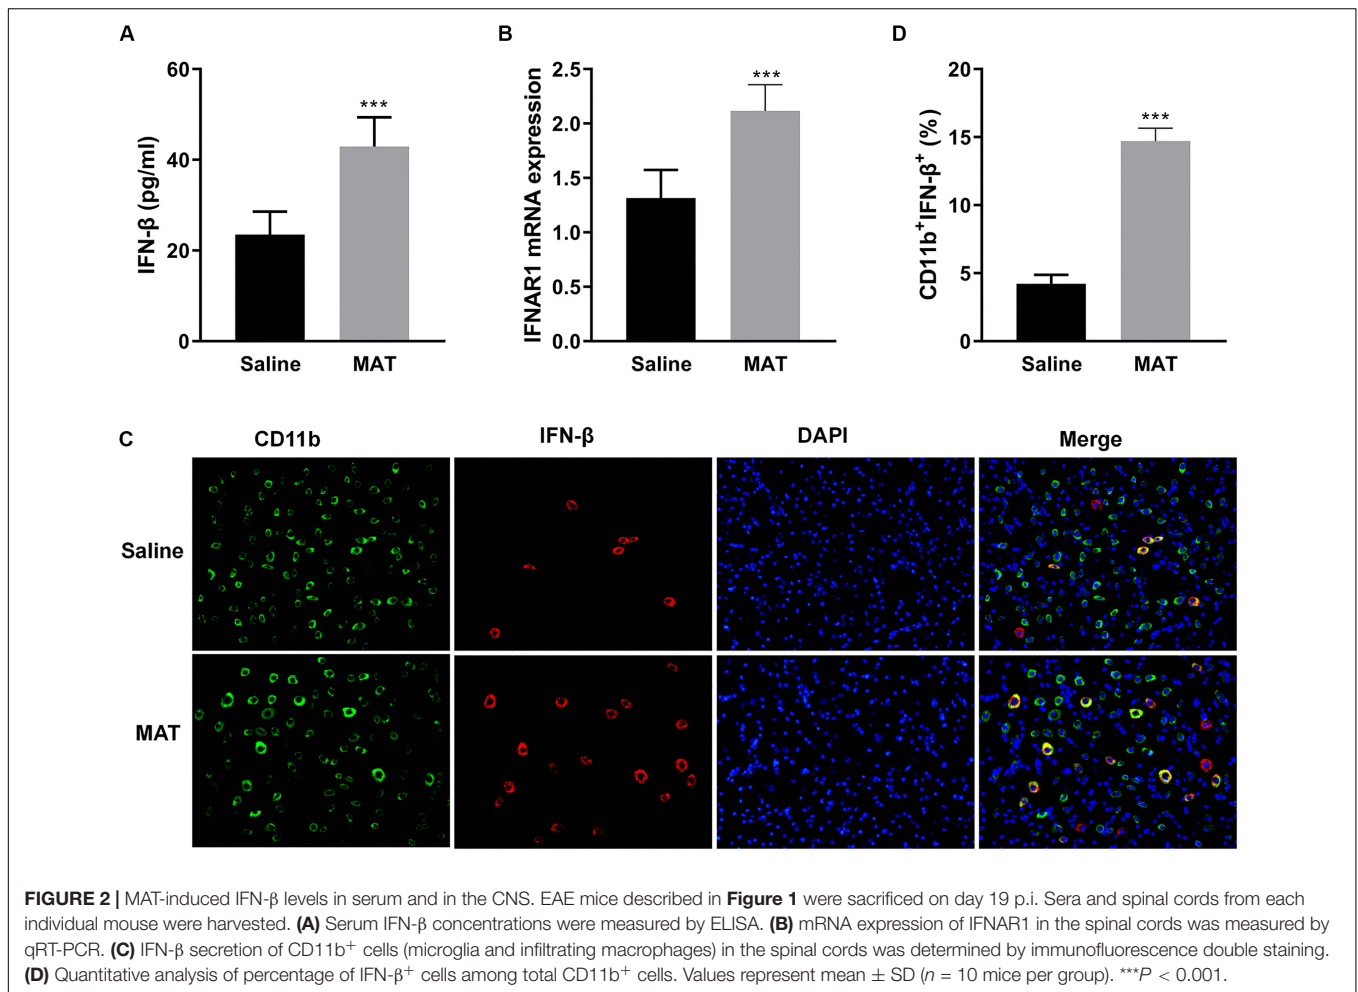 A
B
D
60
40
20
0
IFN-β (pg/ml)
***
Saline
MAT
2.5
2.0
1.5
1.0
0.5
0.0
IFNAR1 mRNA expression
***
Saline
MAT
20
15
10
5
0
CD11b⁺IFN-β⁺ (%)
***
Saline
MAT
C
CD11b
IFN-β
DAPI
Merge
Saline
MAT
FIGURE 2 | MAT-induced IFN-β levels in serum and in the CNS. EAE mice described in Figure 1 were sacrificed on day 19 p.i. Sera and spinal cords from each
individual mouse were harvested. (A) Serum IFN-β concentrations were measured by ELISA. (B) mRNA expression of IFNAR1 in the spinal cords was measured by
qRT-PCR. (C) IFN-β secretion of CD11b⁺ cells (microglia and infiltrating macrophages) in the spinal cords was determined by immunofluorescence double staining.
(D) Quantitative analysis of percentage of IFN-β⁺ cells among total CD11b⁺ cells. Values represent mean ± SD (n = 10 mice per group). ***P < 0.001.